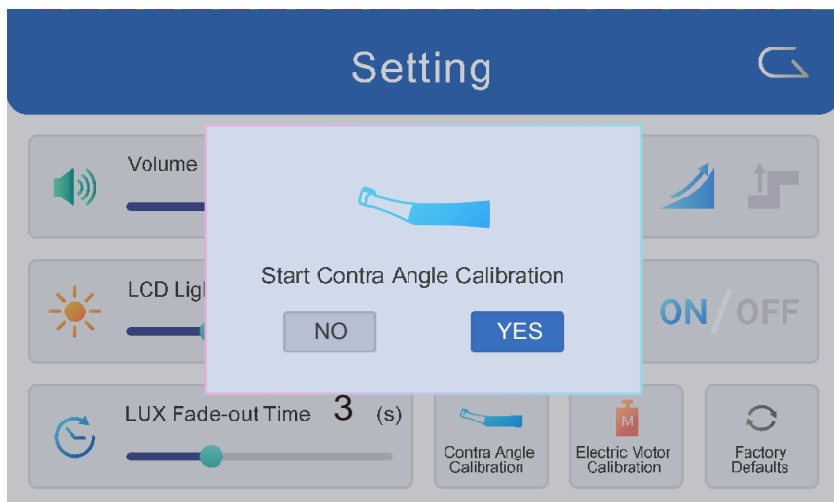 Setting
Volume
Start Contra Angle Calibration
NO
YES
LCD Lig
ON/OFF
LUX Fade-out Time 3 (s)
Contra Angle
Calibration
M
Electric Motor
Calibration
Factory
Defaults